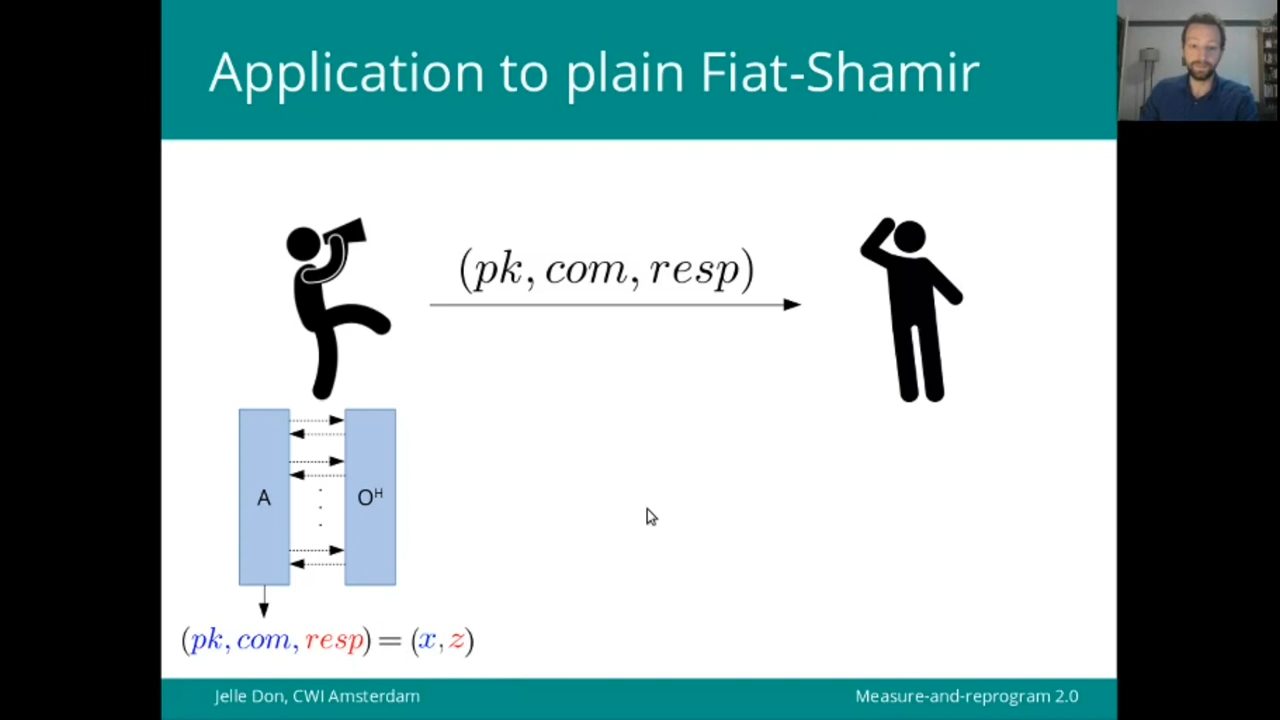 Application to plain Fiat-Shamir
(pk, com, resp)
A
O^H
(pk, com, resp) = (x, z)
Jelle Don, CWI Amsterdam
Measure-and-reprogram 2.0